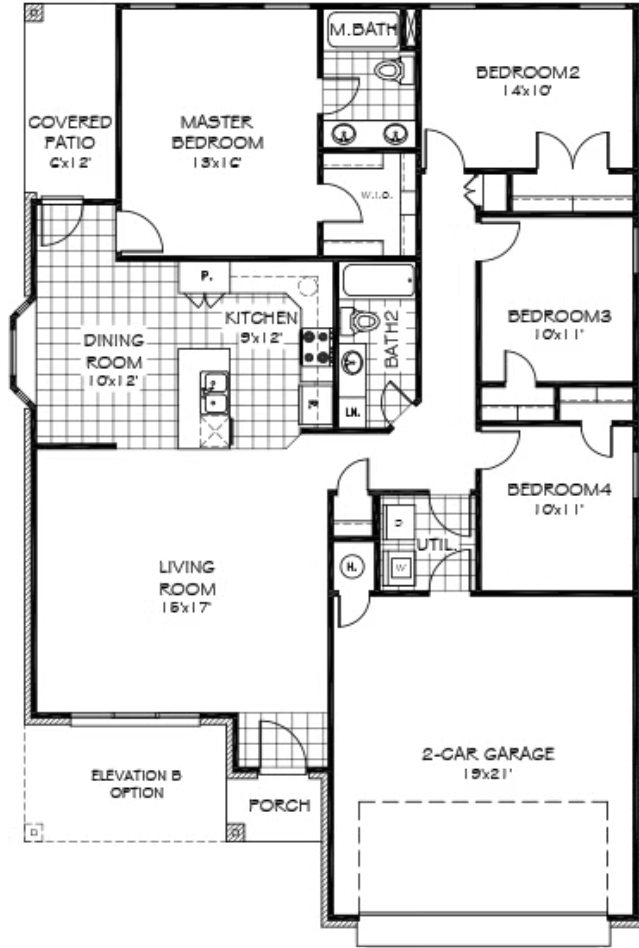 M.BATH
BEDROOM2
14'x10'
COVERED
PATIO
6'x12'
MASTER
BEDROOM
13'x16'
W.I.C.
P.
KITCHEN
9'x12'
DINING
ROOM
10'x12'
BATH2
BEDROOM3
10'x11'
LN.
BEDROOM4
10'x11'
D
UTIL.
W
H.
LIVING
ROOM
15'x17'
2-CAR GARAGE
19'x21'
ELEVATION B
OPTION
PORCH